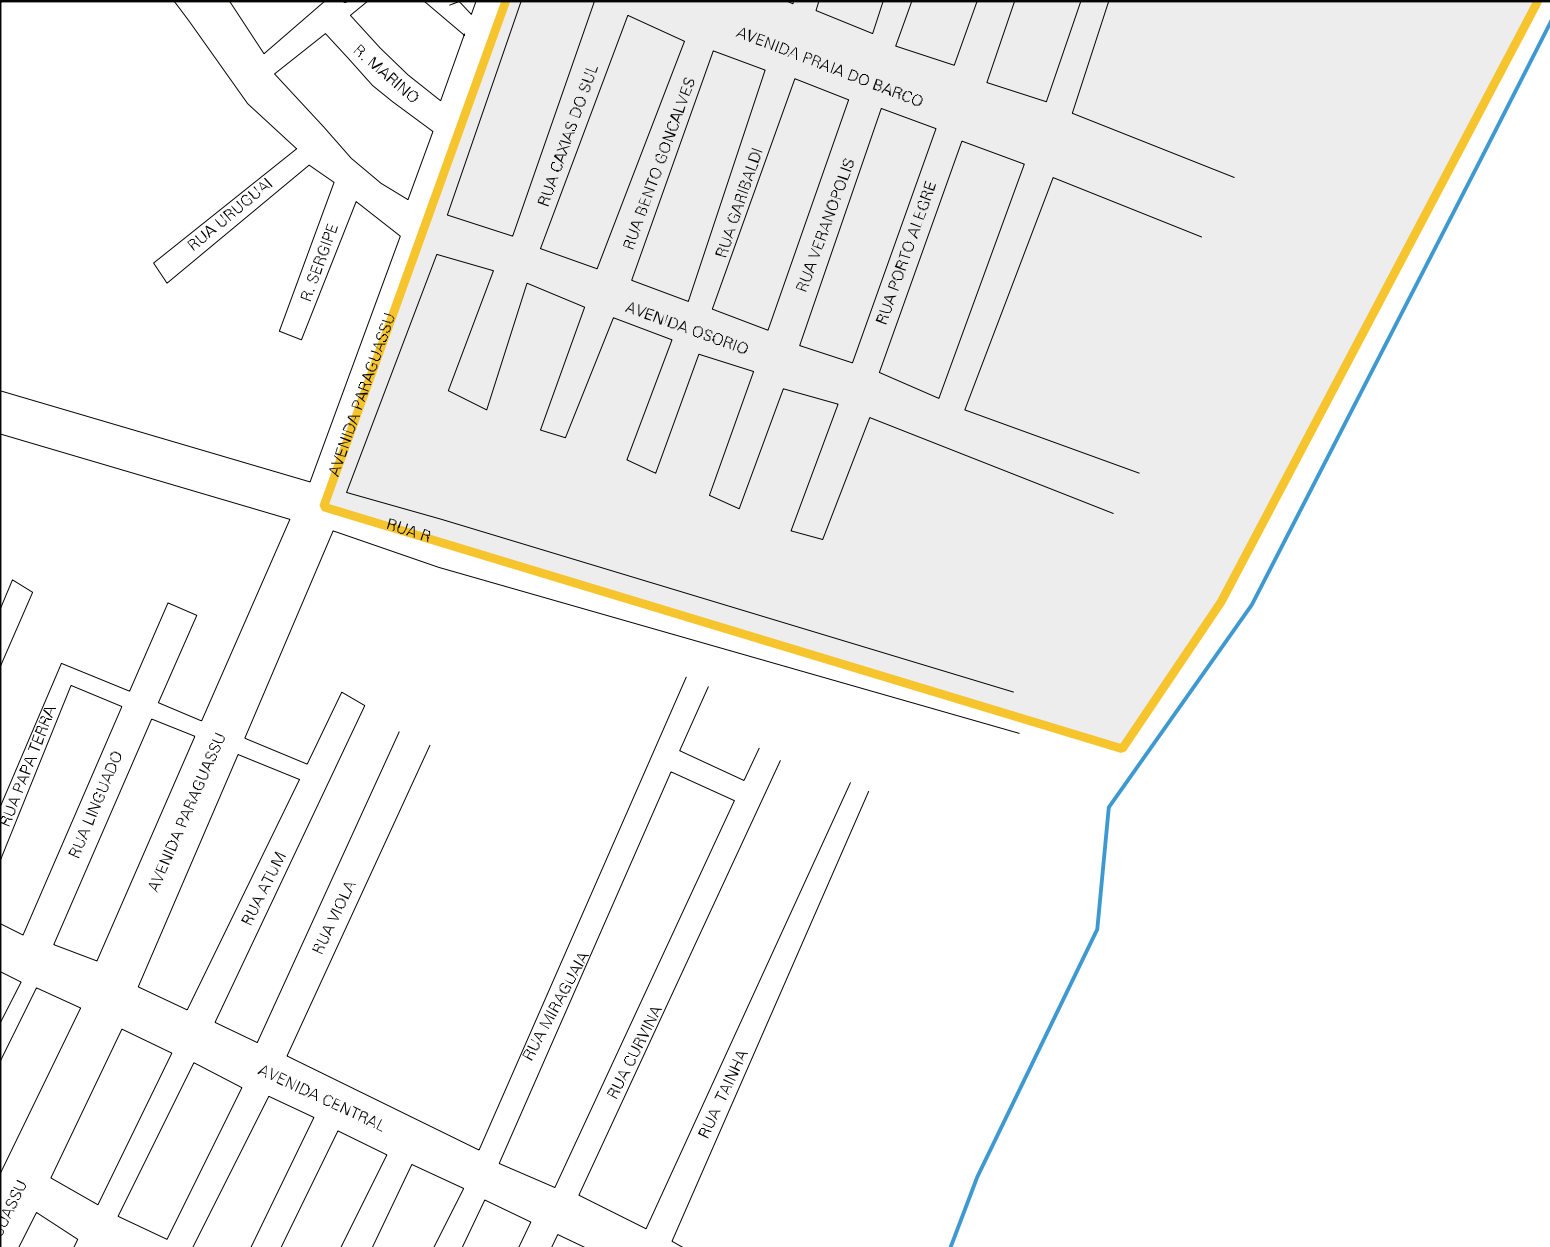 AVENIDA PRAIA DO BARCO
R. MARINO
RUA CAXIAS DO SUL
RUA BENTO GONCALVES
RUA GARIBALDI
RUA VERANOPOLIS
RUA PORTO ALEGRE
RUA URUGUAI
R. SERGIPE
AVENIDA OSORIO
AVENIDA PARAGUASSU
RUA R
RUA PAPA TERRA
RUA LINGUADO
AVENIDA PARAGUASSU
RUA ATUM
RUA VIOLA
RUA MIRAGUAIA
RUA CURVINA
RUA TAINHA
AVENIDA CENTRAL
UASSU